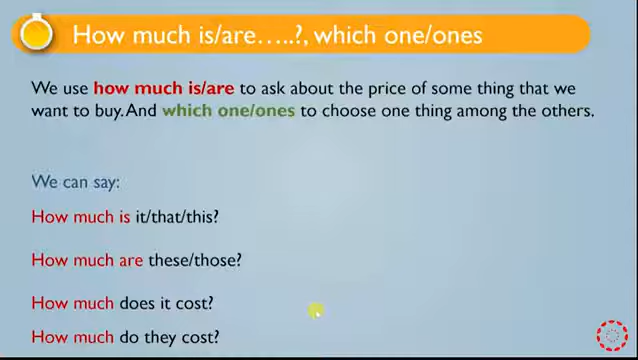 How much is/are…..?, which one/ones
We use how much is/are to ask about the price of some thing that we
want to buy. And which one/ones to choose one thing among the others.
We can say:
How much is it/that/this?
How much are these/those?
How much does it cost?
How much do they cost?